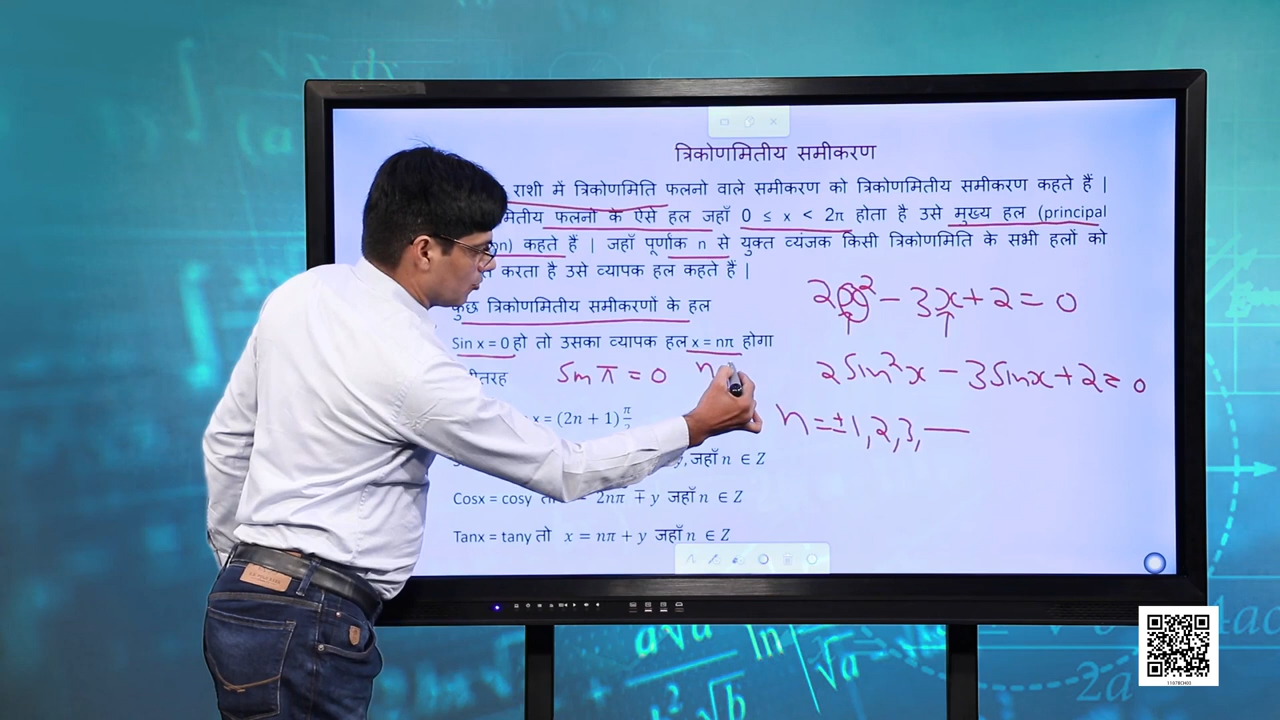 त्रिकोणमितीय समीकरण
राशी में त्रिकोणमिति फलनो वाले समीकरण को त्रिकोणमितीय समीकरण कहते हैं |
फलनो के ऐसे हल जहाँ 0 ≤ x < 2π होता है उसे मुख्य हल (principal
कहते हैं | जहाँ पूर्णांक n से युक्त व्यंजक किसी त्रिकोणमिति के सभी हलों को
करता है उसे व्यापक हल कहते हैं |
2x² - 3x + 2 = 0
कुछ त्रिकोणमितीय समीकरणों के हल
Sin x = 0 हो तो उसका व्यापक हल x = nπ होगा
Sin π = 0 n
2 Sin²x - 3 Sinx + 2 = 0
x = (2n + 1)
n = ±1, 2, 3, —
जहाँ n ∈ Z
Cosx = cosy 2nπ ∓ y जहाँ n ∈ Z
Tanx = tany तो x = nπ + y जहाँ n ∈ Z
1107BCH03